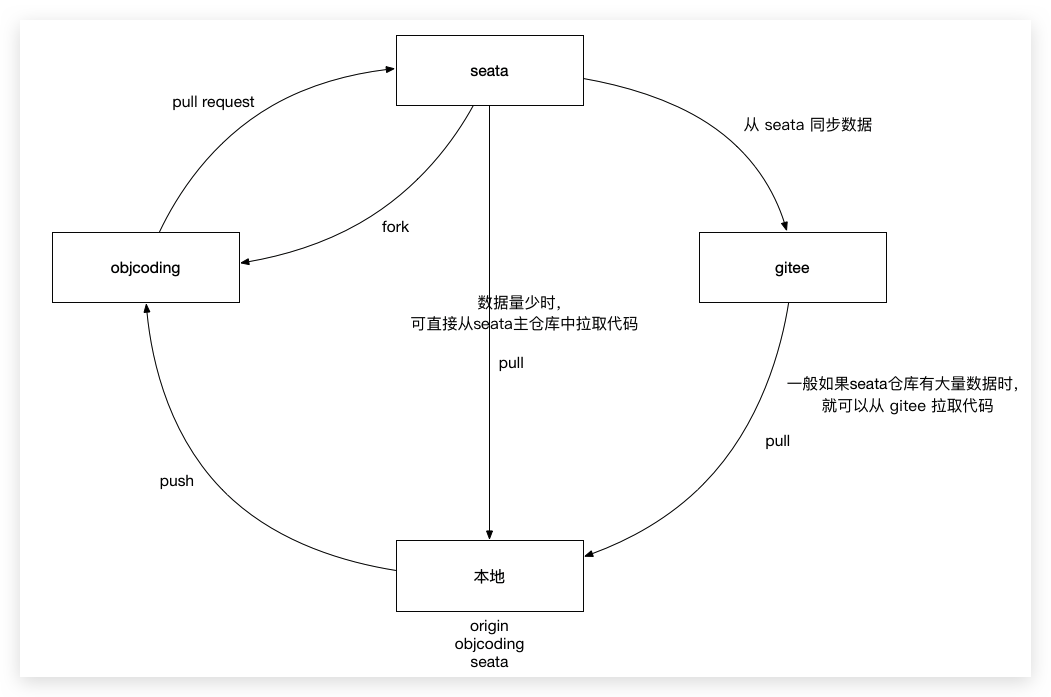 seata
pull request
从 seata 同步数据
fork
objcoding
gitee
数据量少时,
可直接从seata主仓库中拉取代码
pull
一般如果seata仓库有大量数据时,
就可以从 gitee 拉取代码
pull
push
本地
origin
objcoding
seata